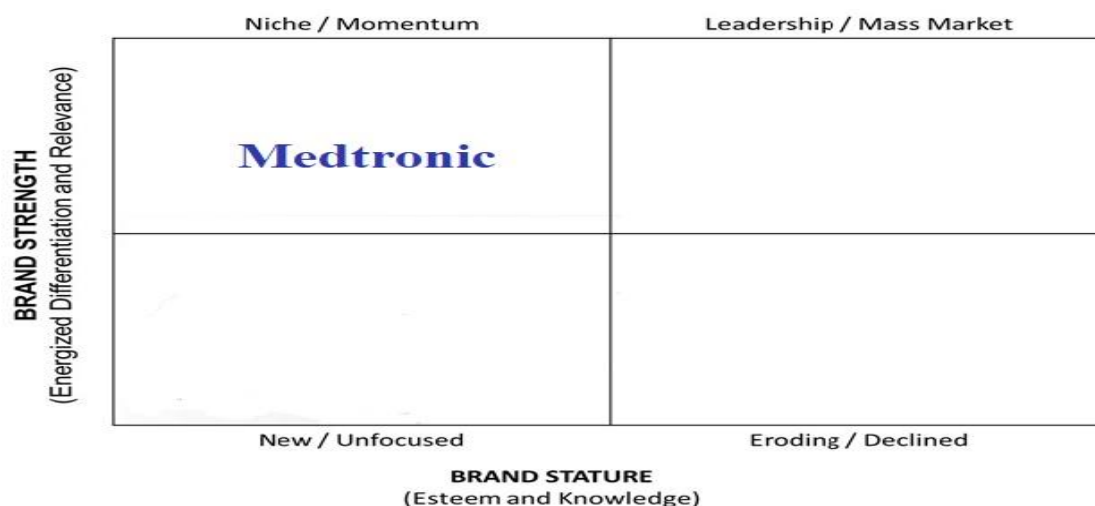 Niche / Momentum
Leadership / Mass Market
BRAND STRENGTH
(Energized Differentiation and Relevance)
Medtronic
New / Unfocused
Eroding / Declined
BRAND STATURE
(Esteem and Knowledge)